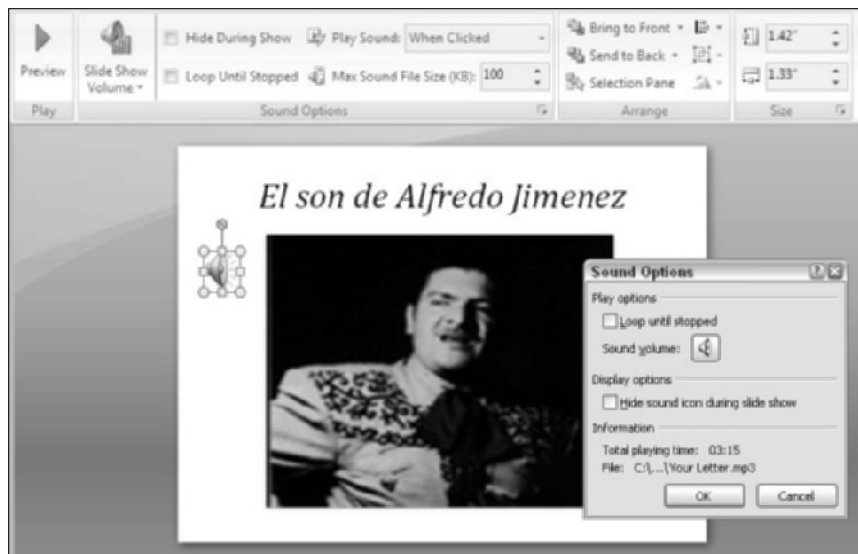 Hide During Show Play Sound: When Clicked
Bring to Front
1.42"
Send to Back
Preview
Slide Show Volume
Loop Until Stopped Max Sound File Size (KB): 100
1.33"
Selection Pane
Play
Sound Options
Arrange
Size
El son de Alfredo Jimenez
Sound Options
Play options
Loop until stopped
Sound volume:
Display options
Hide sound icon during slide show
Information
Total playing time: 03:15
File: C:\...\Your Letter.mp3
OK Cancel